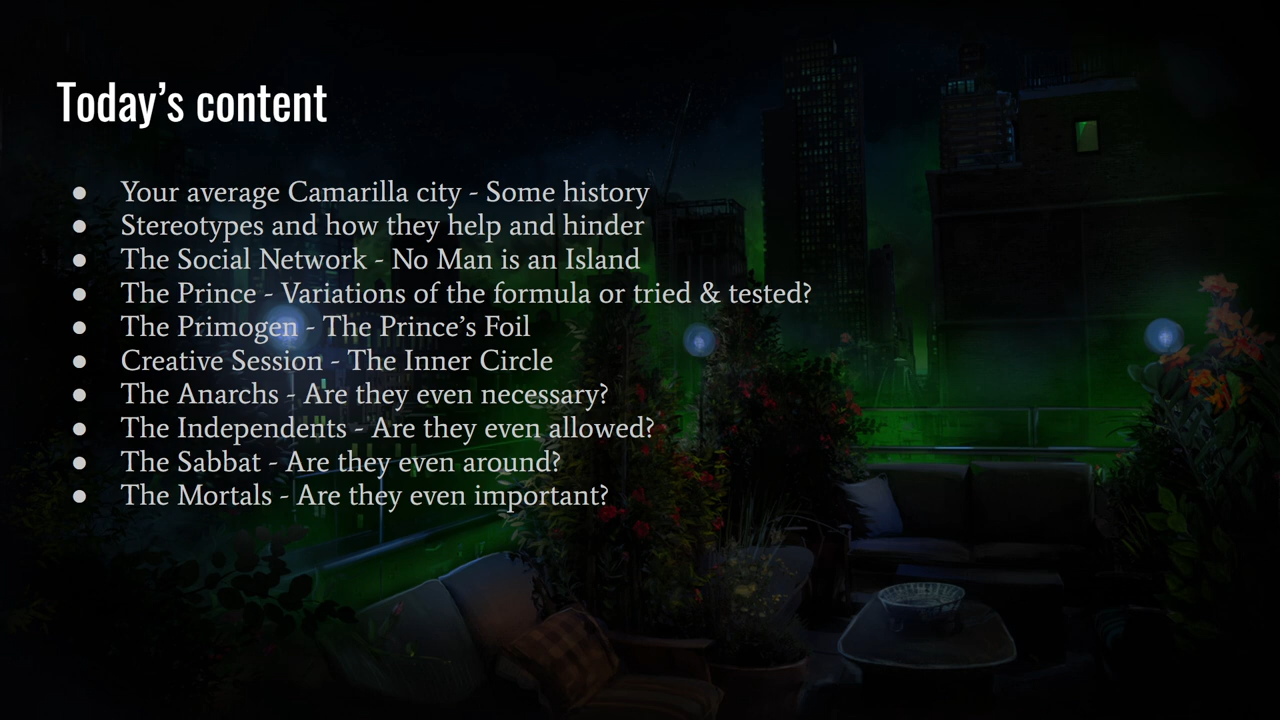 Today’s content
● Your average Camarilla city - Some history
● Stereotypes and how they help and hinder
● The Social Network - No Man is an Island
● The Prince - Variations of the formula or tried & tested?
● The Primogen - The Prince’s Foil
● Creative Session - The Inner Circle
● The Anarchs - Are they even necessary?
● The Independents - Are they even allowed?
● The Sabbat - Are they even around?
● The Mortals - Are they even important?